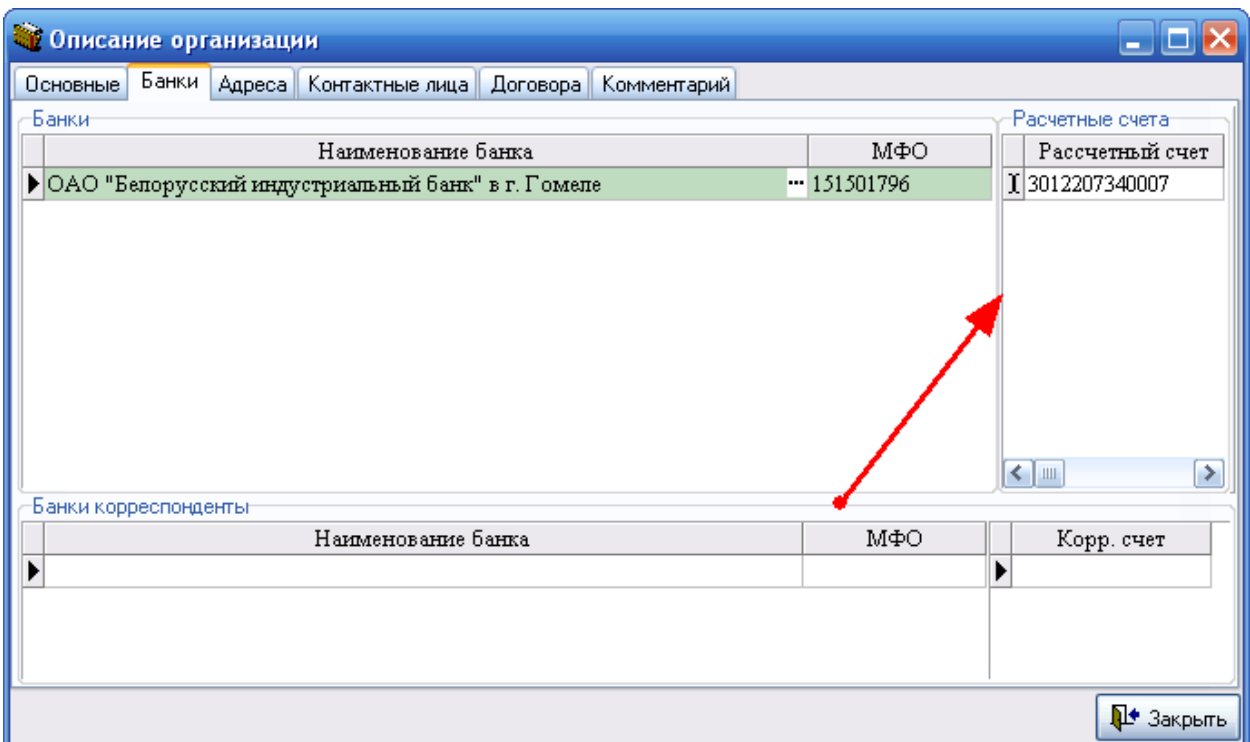 Описание организации
Основные Банки Адреса Контактные лица Договора Комментарий
Банки Расчетные счета
Наименование банка МФО Рассчетный счет
ОАО "Белорусский индустриальный банк" в г. Гомеле ... 151501796 3012207340007
Банки корреспонденты
Наименование банка МФО Корр. счет
Закрыть